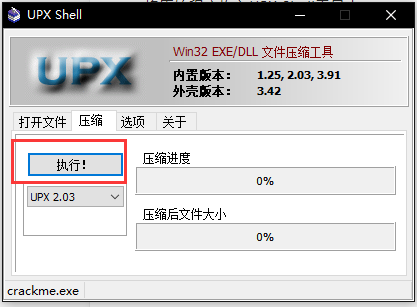 UPX Shell
UPX
Win32 EXE/DLL 文件压缩工具
内置版本： 1.25, 2.03, 3.91
外壳版本： 3.42
打开文件 压缩 选项 关于
执行！
UPX 2.03
压缩进度
0%
压缩后文件大小
0%
crackme.exe